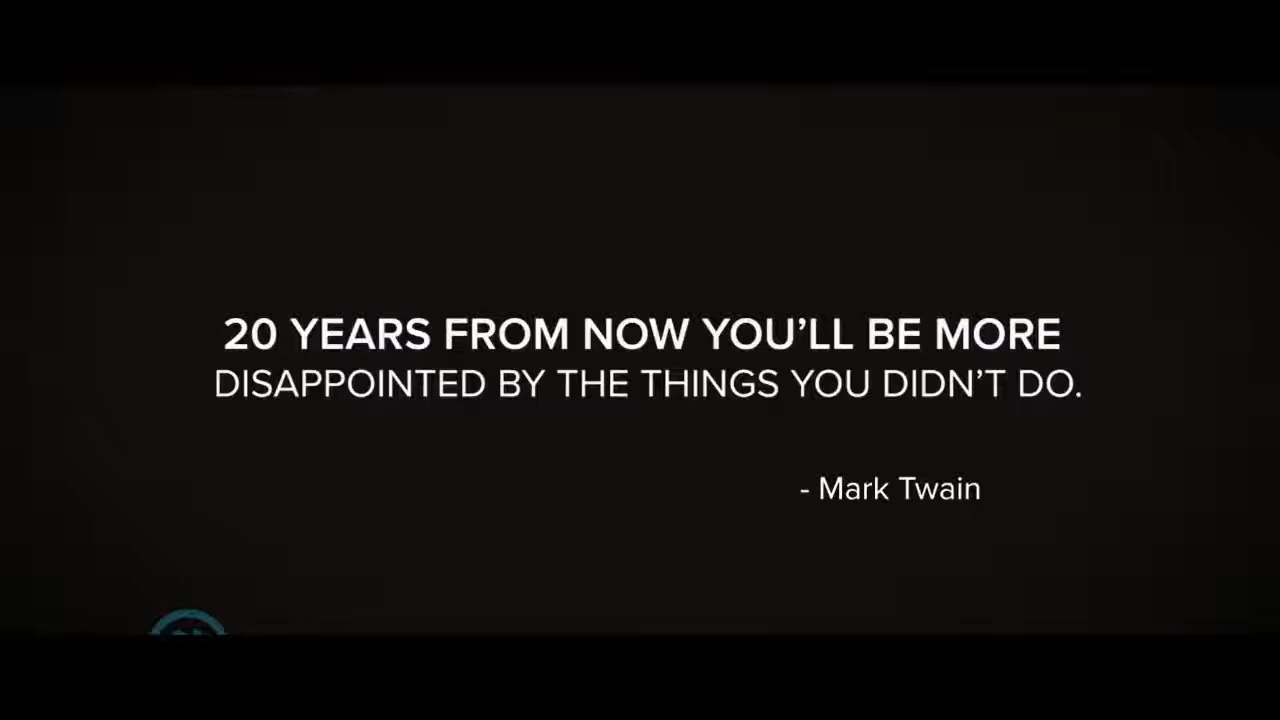 20 YEARS FROM NOW YOU’LL BE MORE
DISAPPOINTED BY THE THINGS YOU DIDN’T DO.
- Mark Twain